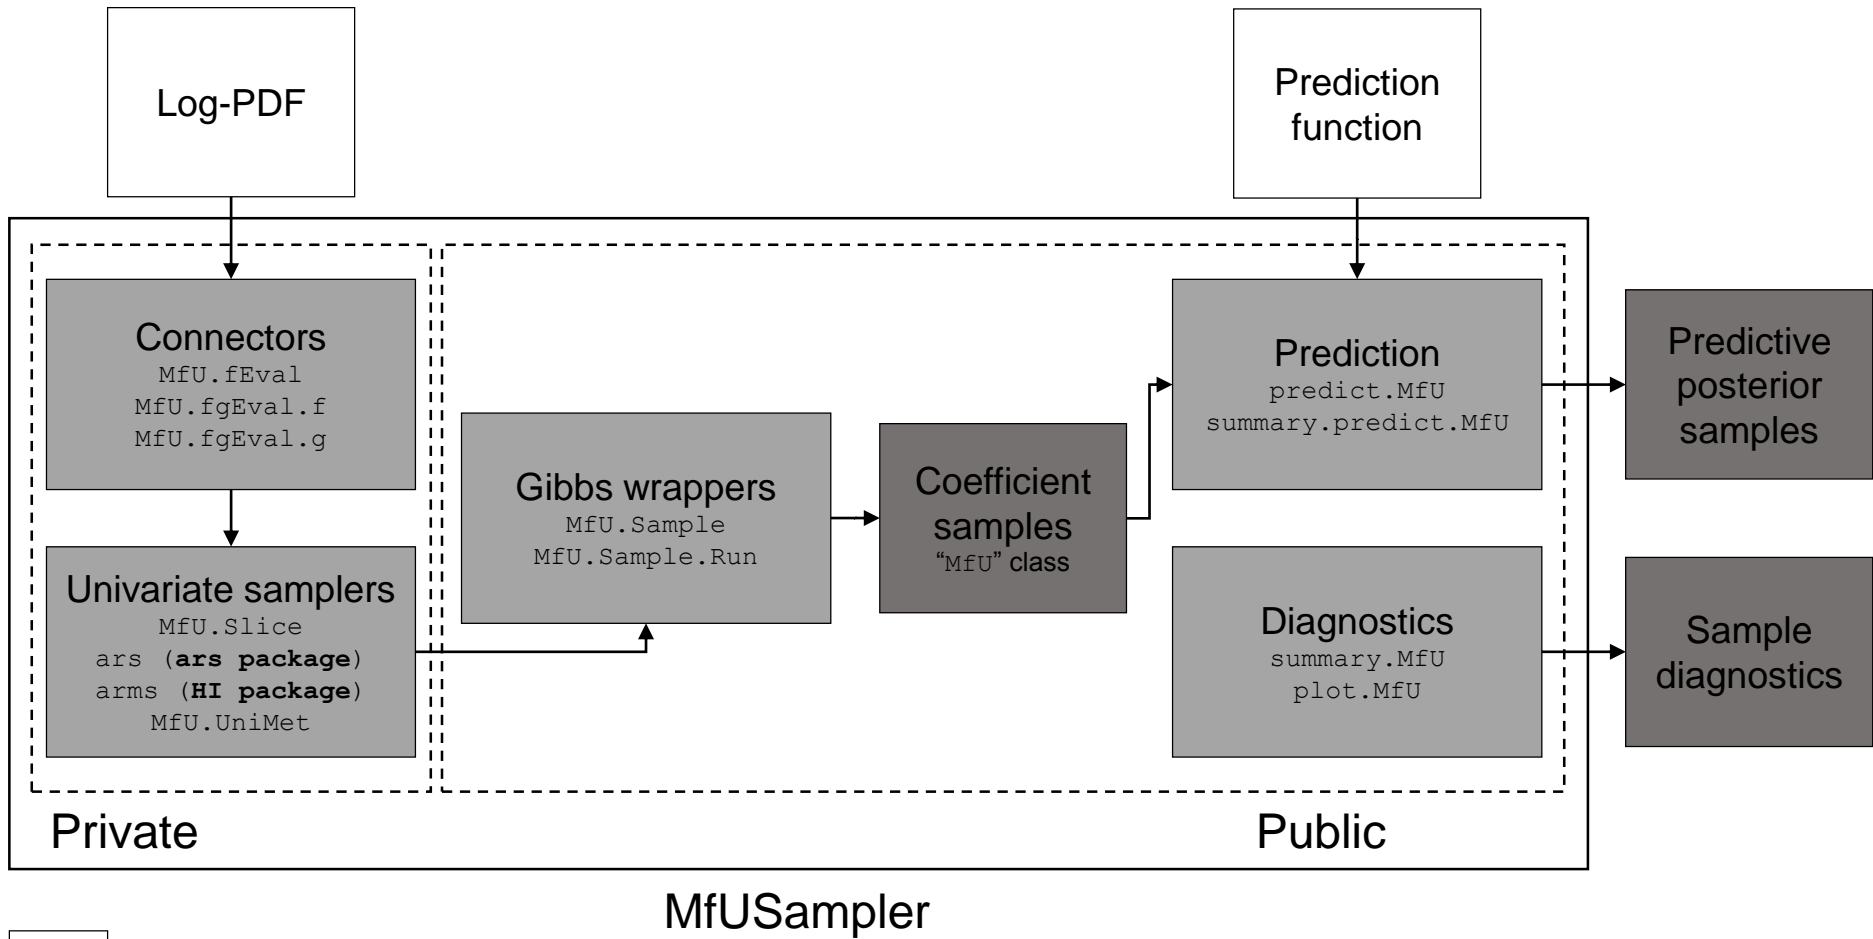 Log-PDF
Prediction
function
Connectors
MfU.fEval
MfU.fgEval.f
MfU.fgEval.g
Univariate samplers
MfU.Slice
ars (ars package)
arms (HI package)
MfU.UniMet
Gibbs wrappers
MfU.Sample
MfU.Sample.Run
Coefficient
samples
“MfU” class
Prediction
predict.MfU
summary.predict.MfU
Diagnostics
summary.MfU
plot.MfU
Predictive
posterior
samples
Sample
diagnostics
Private
Public
MfUSampler